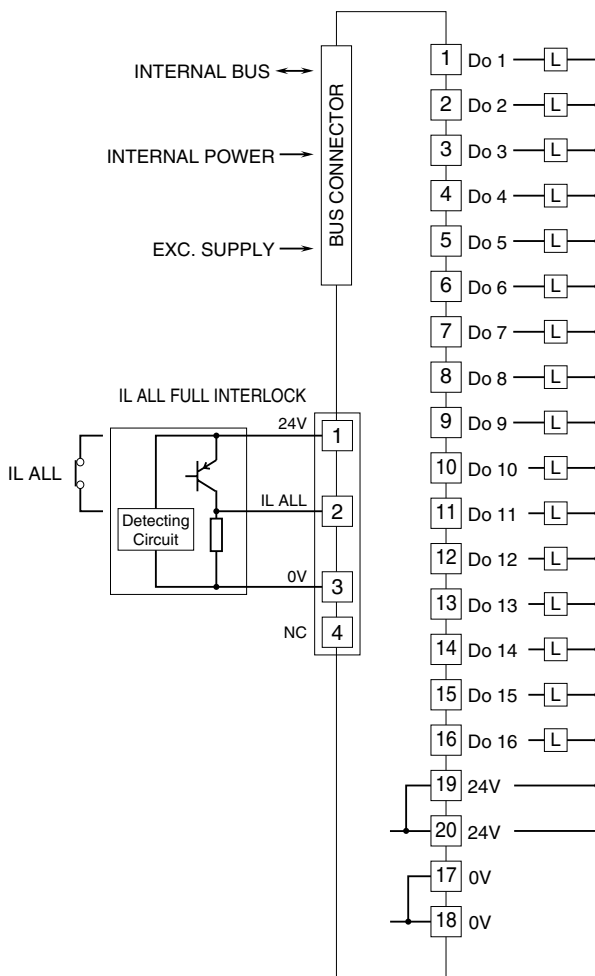 INTERNAL BUS
INTERNAL POWER
EXC. SUPPLY
BUS CONNECTOR
IL ALL FULL INTERLOCK
24V
1
IL ALL
IL ALL
2
Detecting
Circuit
0V
3
NC
4
1 Do 1 L
2 Do 2 L
3 Do 3 L
4 Do 4 L
5 Do 5 L
6 Do 6 L
7 Do 7 L
8 Do 8 L
9 Do 9 L
10 Do 10 L
11 Do 11 L
12 Do 12 L
13 Do 13 L
14 Do 14 L
15 Do 15 L
16 Do 16 L
19 24V
20 24V
17 0V
18 0V